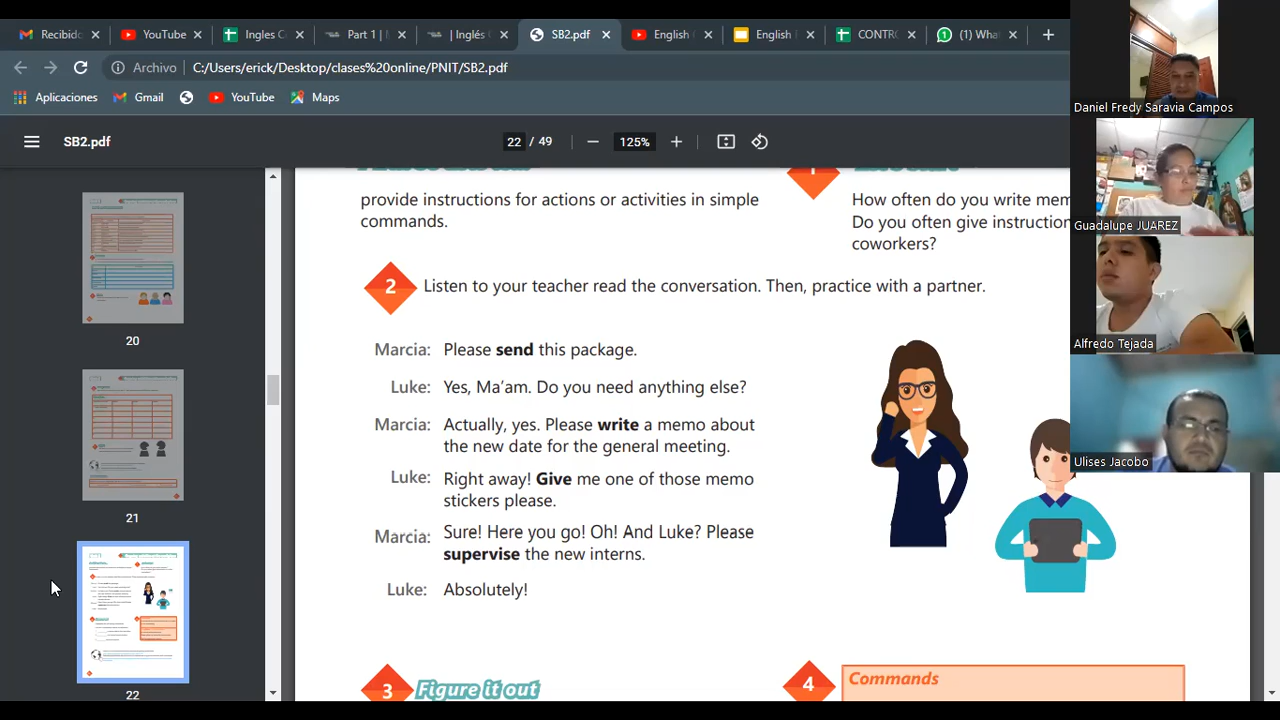 Recibido
YouTube
Ingles C
Part 1 |
| Inglés
SB2.pdf
English
English
CONTR
(1) Wha
Archivo
C:/Users/erick/Desktop/clases%20online/PNIT/SB2.pdf
Aplicaciones
Gmail
YouTube
Maps
SB2.pdf
22 / 49
125%
20
21
22
provide instructions for actions or activities in simple
commands.
1
How often do you write mem
Do you often give instruction
coworkers?
2
Listen to your teacher read the conversation. Then, practice with a partner.
Marcia: Please send this package.
Luke: Yes, Ma'am. Do you need anything else?
Marcia: Actually, yes. Please write a memo about
the new date for the general meeting.
Luke: Right away! Give me one of those memo
stickers please.
Marcia: Sure! Here you go! Oh! And Luke? Please
supervise the new interns.
Luke: Absolutely!
3
Figure it out
4
Commands
Daniel Fredy Saravia Campos
Guadalupe JUAREZ
Alfredo Tejada
Ulises Jacobo